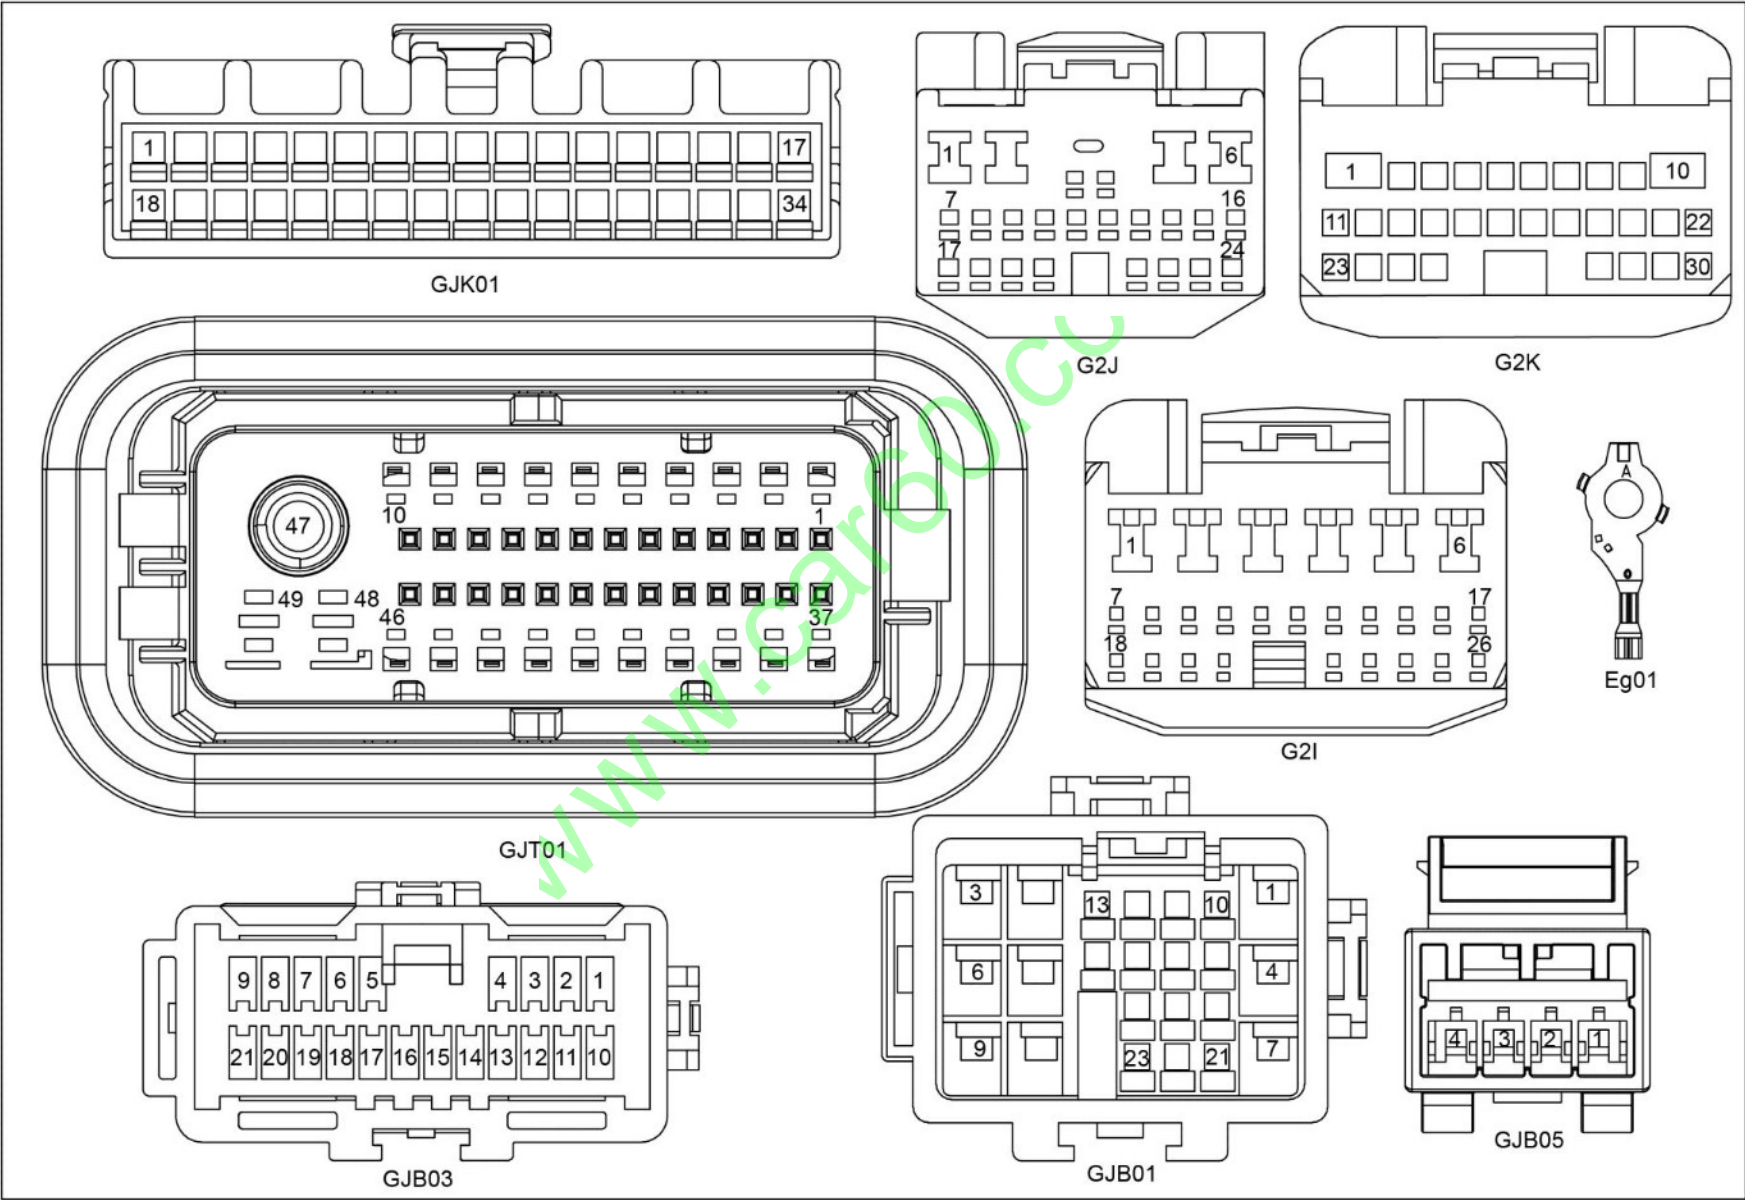 1 17
18 34
GJK01
1 6
7 16
17 24
G2J
1 10
11 22
23 30
G2K
47
10 1
49 48
46 37
GJT01
1 6
7 17
18 26
G2I
A
Eg01
9 8 7 6 5 4 3 2 1
21 20 19 18 17 16 15 14 13 12 11 10
GJB03
3 13 10 1
6 4
9 23 21 7
GJB01
4 3 2 1
GJB05
www.car60.co